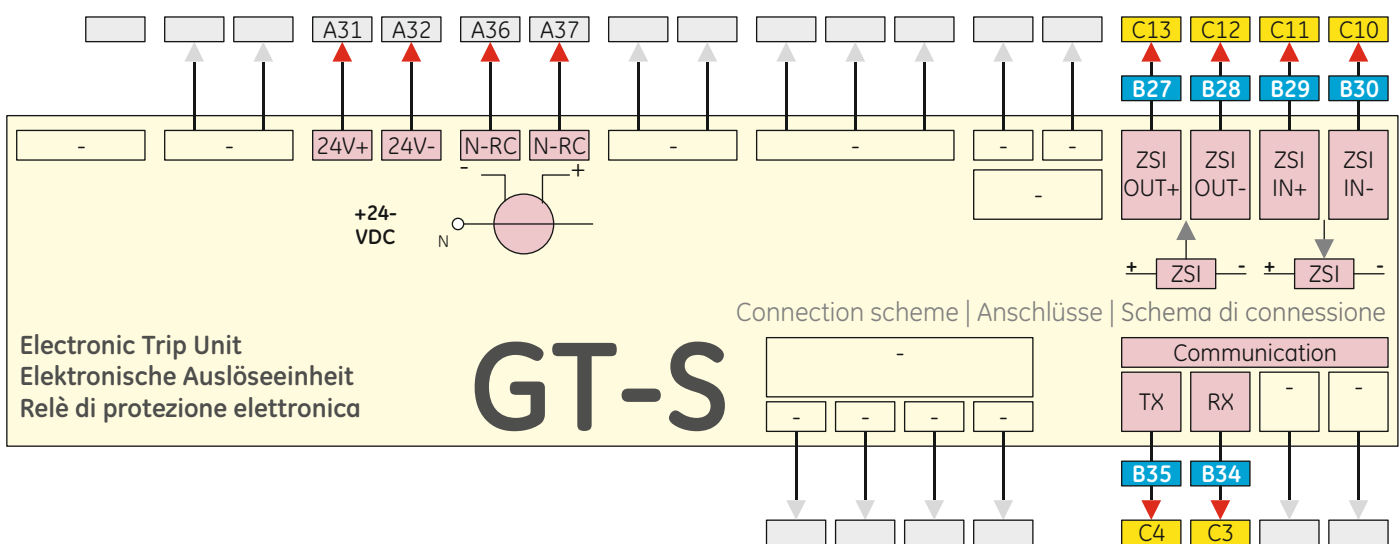 A31 A32 A36 A37 C13 C12 C11 C10
B27 B28 B29 B30
- - 24V+ 24V- N-RC N-RC - - - -
ZSI OUT+ ZSI OUT- ZSI IN+ ZSI IN-
- +
-
+24-
VDC
N
+ ZSI - + ZSI -
Connection scheme | Anschlüsse | Schema di connessione
Electronic Trip Unit
Elektronische Auslöseeinheit
Relè di protezione elettronica
GT-S
-
Communication
- - - - TX RX - -
B35 B34
C4 C3